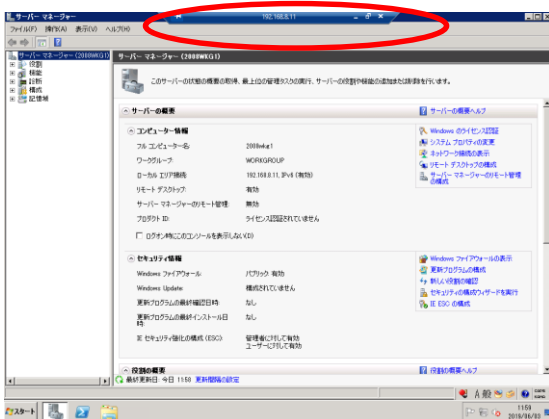 サーバー マネージャー
192.168.8.11
ファイル(F) 操作(A) 表示(V) ヘルプ(H)
サーバー マネージャー (2008WKG1)
役割
機能
診断
構成
記憶域
サーバー マネージャー (2008WKG1)
このサーバーの状態の概要の取得、最上位の管理タスクの実行、サーバーの役割や機能の追加または削除を行います。
サーバーの概要
サーバーの概要ヘルプ
コンピューター情報
フル コンピューター名: 2008wkg1
ワークグループ: WORKGROUP
ローカル エリア接続: 192.168.8.11, IPv6 (有効)
リモート デスクトップ: 有効
サーバー マネージャーのリモート管理: 無効
プロダクト ID: ライセンス認証されていません
ログオン時にこのコンソールを表示しない(D)
Windows のライセンス認証
システム プロパティの変更
ネットワーク接続の表示
リモート デスクトップの構成
サーバー マネージャーのリモート管理の構成
セキュリティ情報
Windows ファイアウォール: パブリック: 有効
Windows Update: 構成されていません
更新プログラムの最終確認日時: なし
更新プログラムの最終インストール日時: なし
IE セキュリティ強化の構成 (ESC): 管理者に対して有効
ユーザーに対して有効
Windows ファイアウォールの表示
更新プログラムの構成
新しい役割の確認
セキュリティの構成ウィザードを実行
IE ESC の構成
役割の概要
役割の概要ヘルプ
最終更新日: 今日 11:58 更新間隔の設定
スタート
A 般
CAPS
KANA
11:59
2018/06/03